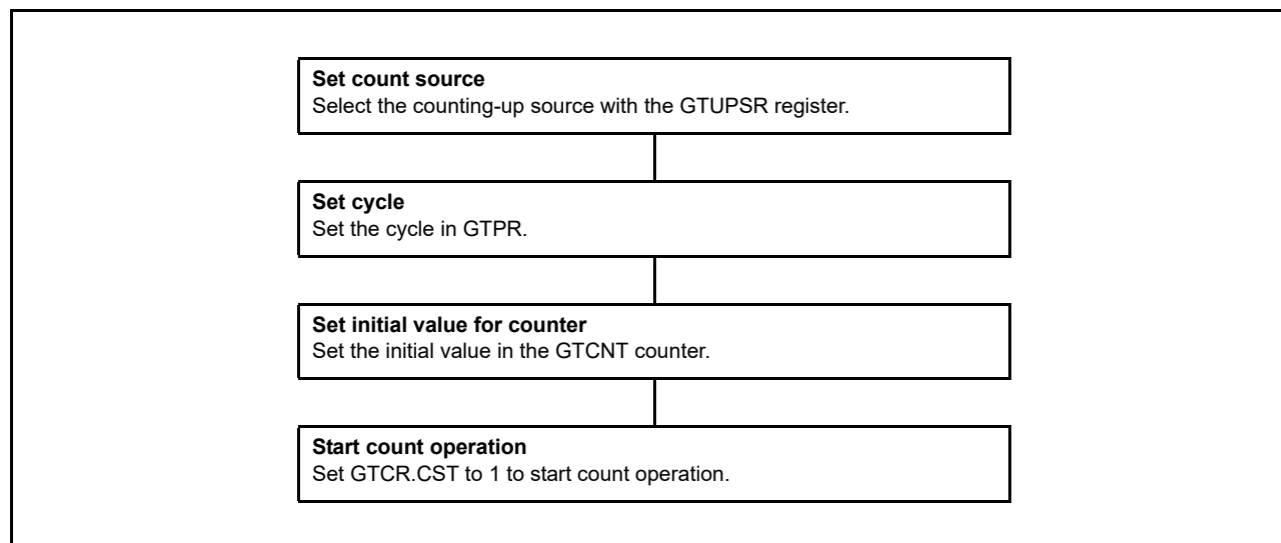 Set count source
Select the counting-up source with the GTUPSR register.
Set cycle
Set the cycle in GTPR.
Set initial value for counter
Set the initial value in the GTCNT counter.
Start count operation
Set GTCR.CST to 1 to start count operation.